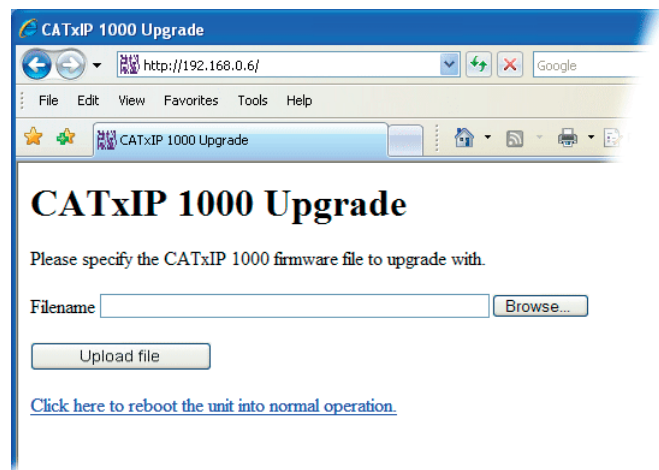 CATxIP 1000 Upgrade
http://192.168.0.6/
Google
File Edit View Favorites Tools Help
CATxIP 1000 Upgrade
CATxIP 1000 Upgrade
Please specify the CATxIP 1000 firmware file to upgrade with.
Filename Browse...
Upload file
Click here to reboot the unit into normal operation.